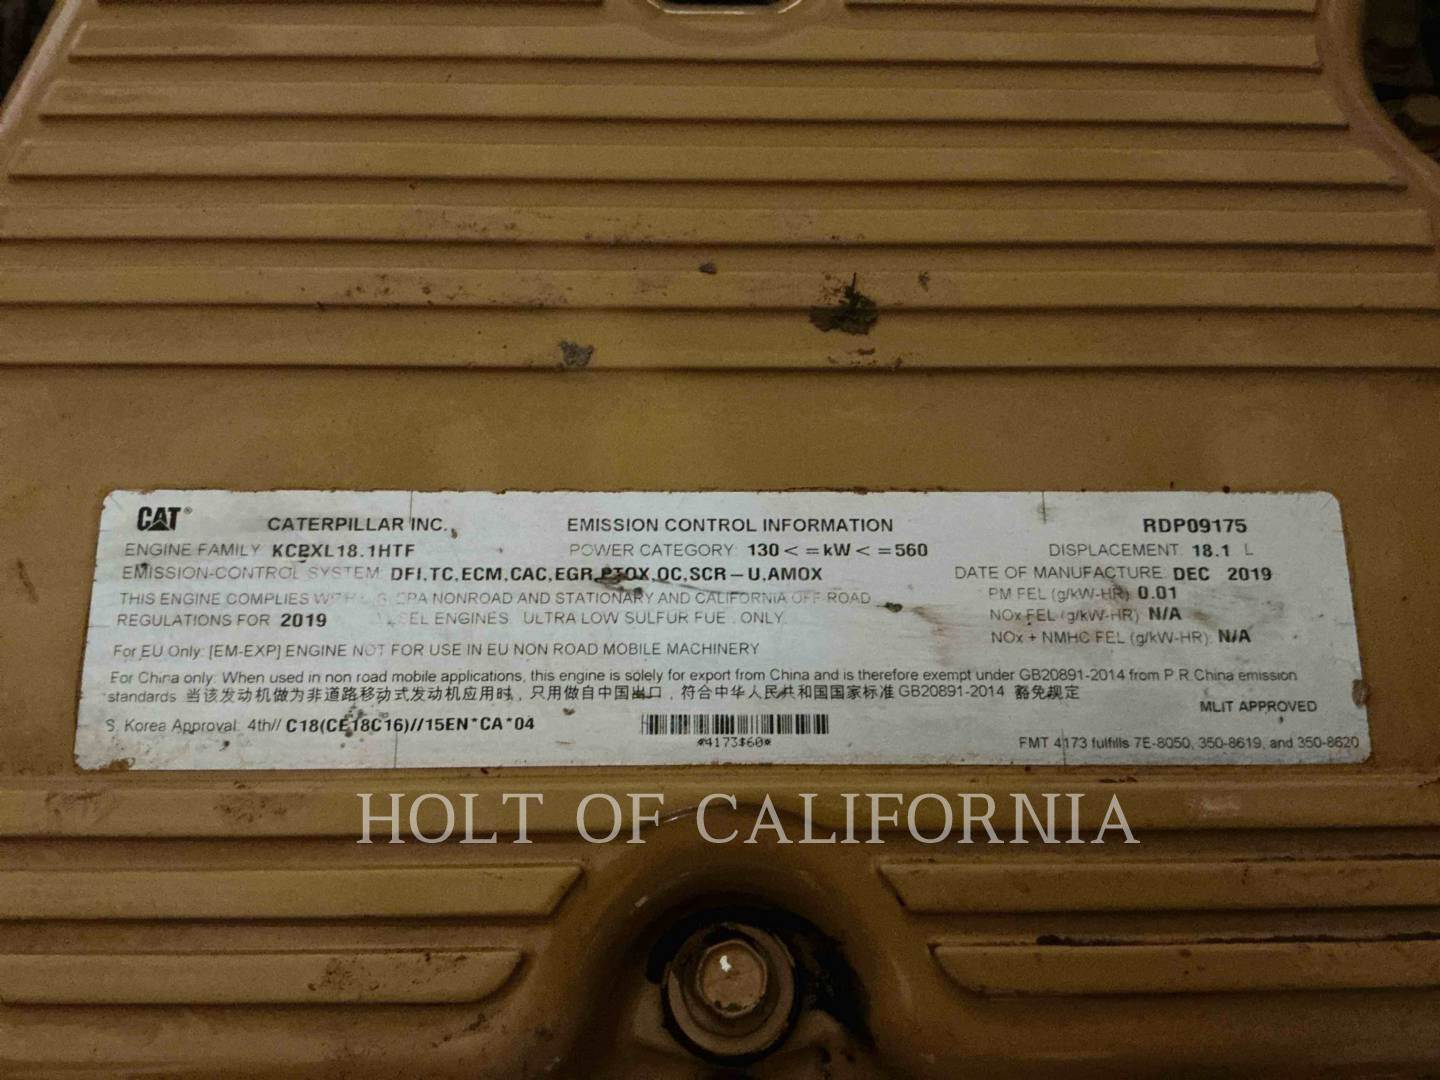 CAT® CATERPILLAR INC. EMISSION CONTROL INFORMATION RDP09175
ENGINE FAMILY: KCPXL18.1HTF POWER CATEGORY: 130<=kW<=560 DISPLACEMENT: 18.1 L
EMISSION-CONTROL SYSTEM: DFI,TC,ECM,CAC,EGR,PTOX,OC,SCR-U,AMOX DATE OF MANUFACTURE: DEC 2019
THIS ENGINE COMPLIES EPA NONROAD AND STATIONARY AND CALIFORNIA OFF-ROAD PM FEL (g/kW-HR): 0.01
REGULATIONS FOR 2019 ENGINES ULTRA LOW SULFUR ONLY NOx FEL (g/kW-HR): N/A
NOx + NMHC FEL (g/kW-HR): N/A
For EU Only: [EM-EXP] ENGINE NOT FOR USE IN EU NON ROAD MOBILE MACHINERY
For China only: When used in non road mobile applications, this engine is solely for export from China and is therefore exempt under GB20891-2014 from P.R.China emission
standards 当该发动机做为非道路移动式发动机应用时，只用做自中国出口，符合中华人民共和国国家标准 GB20891-2014 豁免规定
MLIT APPROVED
S. Korea Approval: 4th// C18(CE18C16)//15EN*CA*04
*4173$60*
FMT 4173 fulfills 7E-8050, 350-8619, and 350-8620
HOLT OF CALIFORNIA